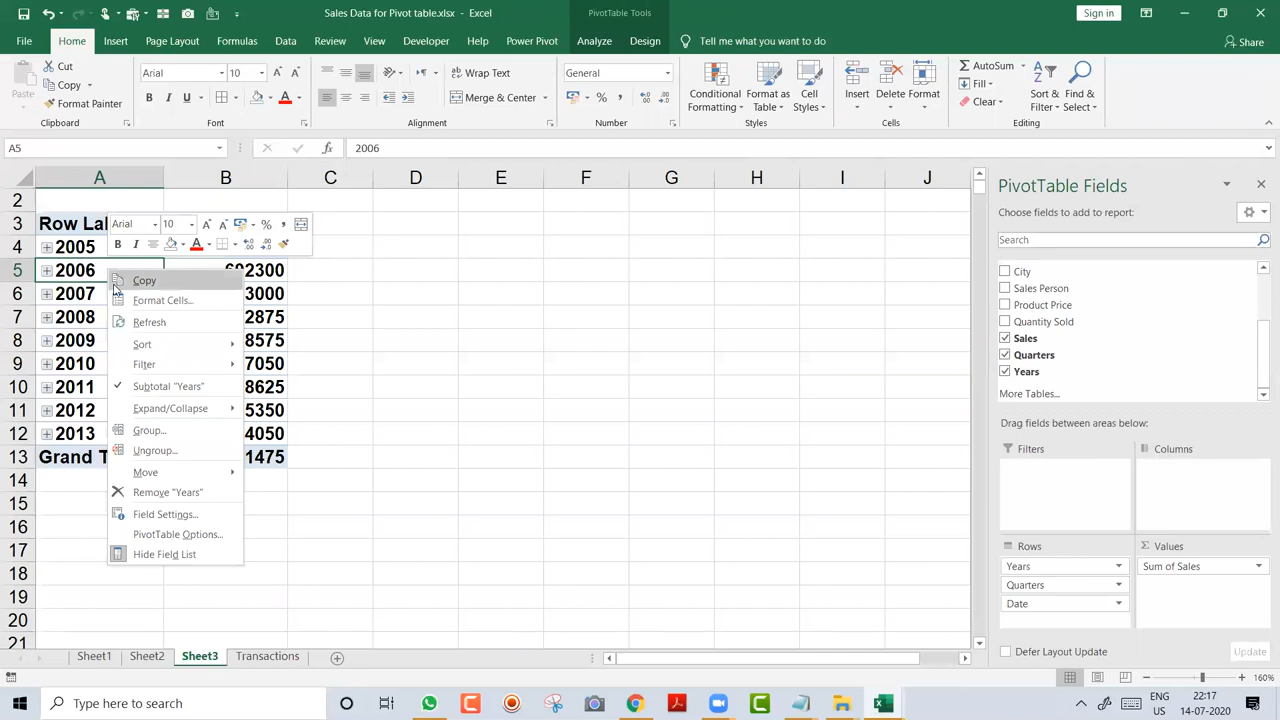 Sales Data for Pivot table.xlsx - Excel
PivotTable Tools
Sign in
File Home Insert Page Layout Formulas Data Review View Developer Help Power Pivot Analyze Design Tell me what you want to do Share
Paste
Cut
Copy
Format Painter
Clipboard
Arial 10
B I U
Font
Wrap Text
Merge & Center
Alignment
General
Number
Conditional Formatting
Format as Table
Cell Styles
Styles
Insert Delete Format
Cells
AutoSum
Fill
Clear
Sort & Filter
Find & Select
Editing
A5
2006
A B C D E F G H I J
2
3 Row Lal
4 2005
5 2006 692300
6 2007 3000
7 2008 2875
8 2009 8575
9 2010 7050
10 2011 8625
11 2012 5350
12 2013 4050
13 Grand T 1475
14
15
16
17
18
19
20
21
Arial 10
B I A
Copy
Format Cells...
Refresh
Sort
Filter
Subtotal "Years"
Expand/Collapse
Group...
Ungroup...
Move
Remove "Years"
Field Settings...
PivotTable Options...
Hide Field List
PivotTable Fields
Choose fields to add to report:
Search
City
Sales Person
Product Price
Quantity Sold
Sales
Quarters
Years
More Tables...
Drag fields between areas below:
Filters
Columns
Rows
Years
Quarters
Date
Σ Values
Sum of Sales
Defer Layout Update
Update
Sheet1 Sheet2 Sheet3 Transactions
160%
Type here to search
ENG
US
22:17
14-07-2020